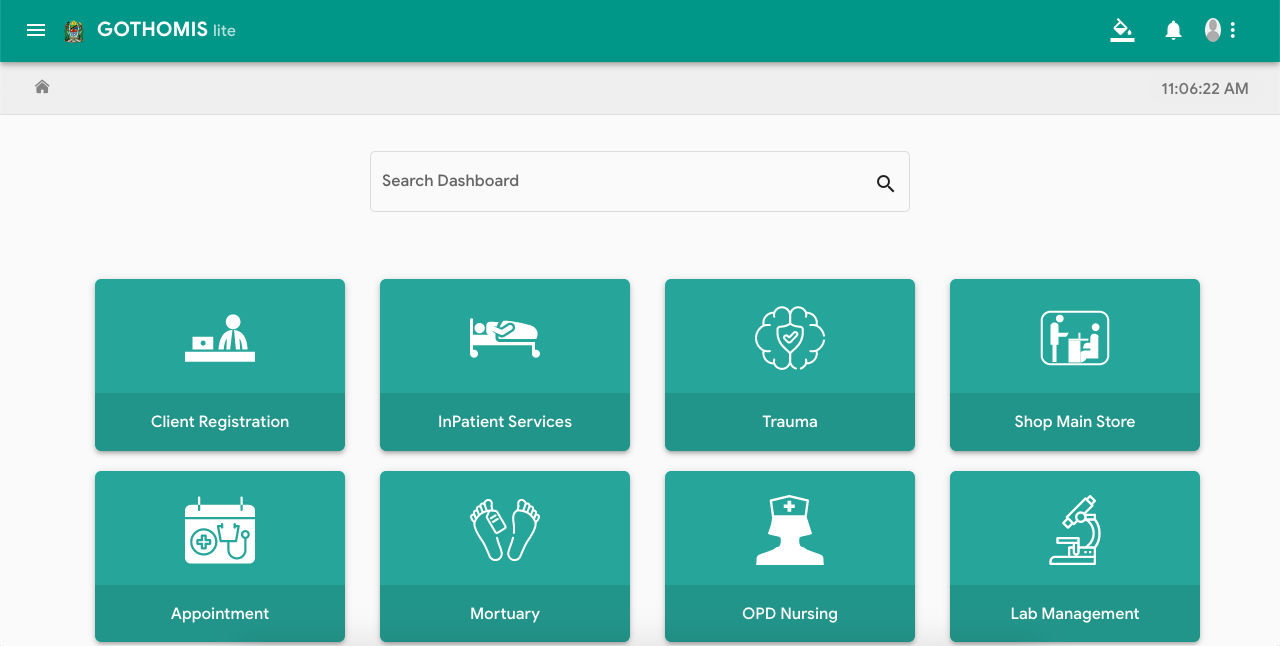 GOTHOMIS lite
11:06:22 AM
Search Dashboard
Client Registration
InPatient Services
Trauma
Shop Main Store
Appointment
Mortuary
OPD Nursing
Lab Management